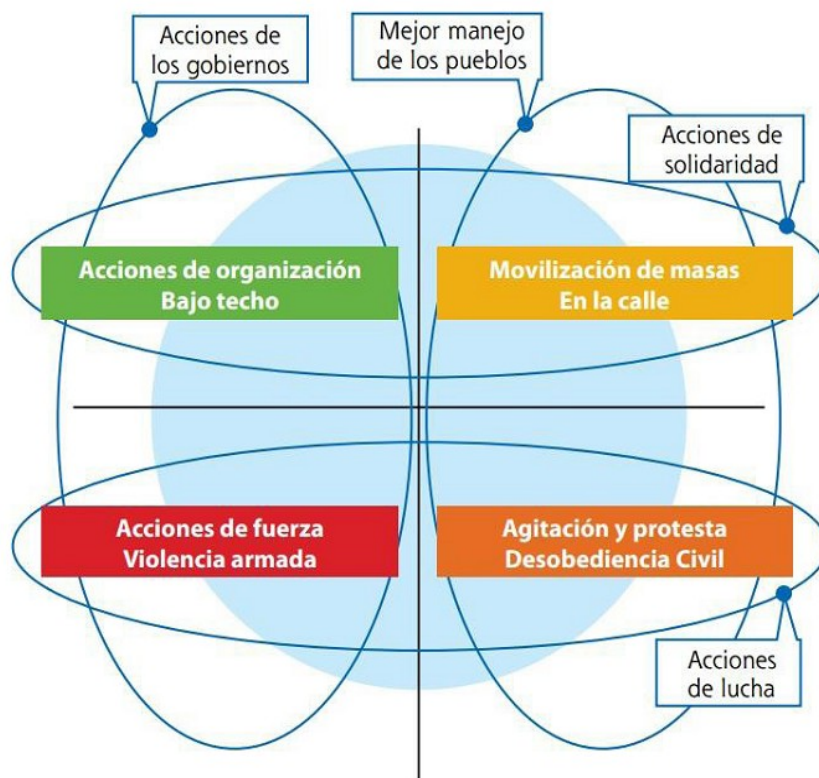 Acciones de
los gobiernos
Mejor manejo
de los pueblos
Acciones de
solidaridad
Acciones de organización
Bajo techo
Movilización de masas
En la calle
Acciones de fuerza
Violencia armada
Agitación y protesta
Desobediencia Civil
Acciones
de lucha